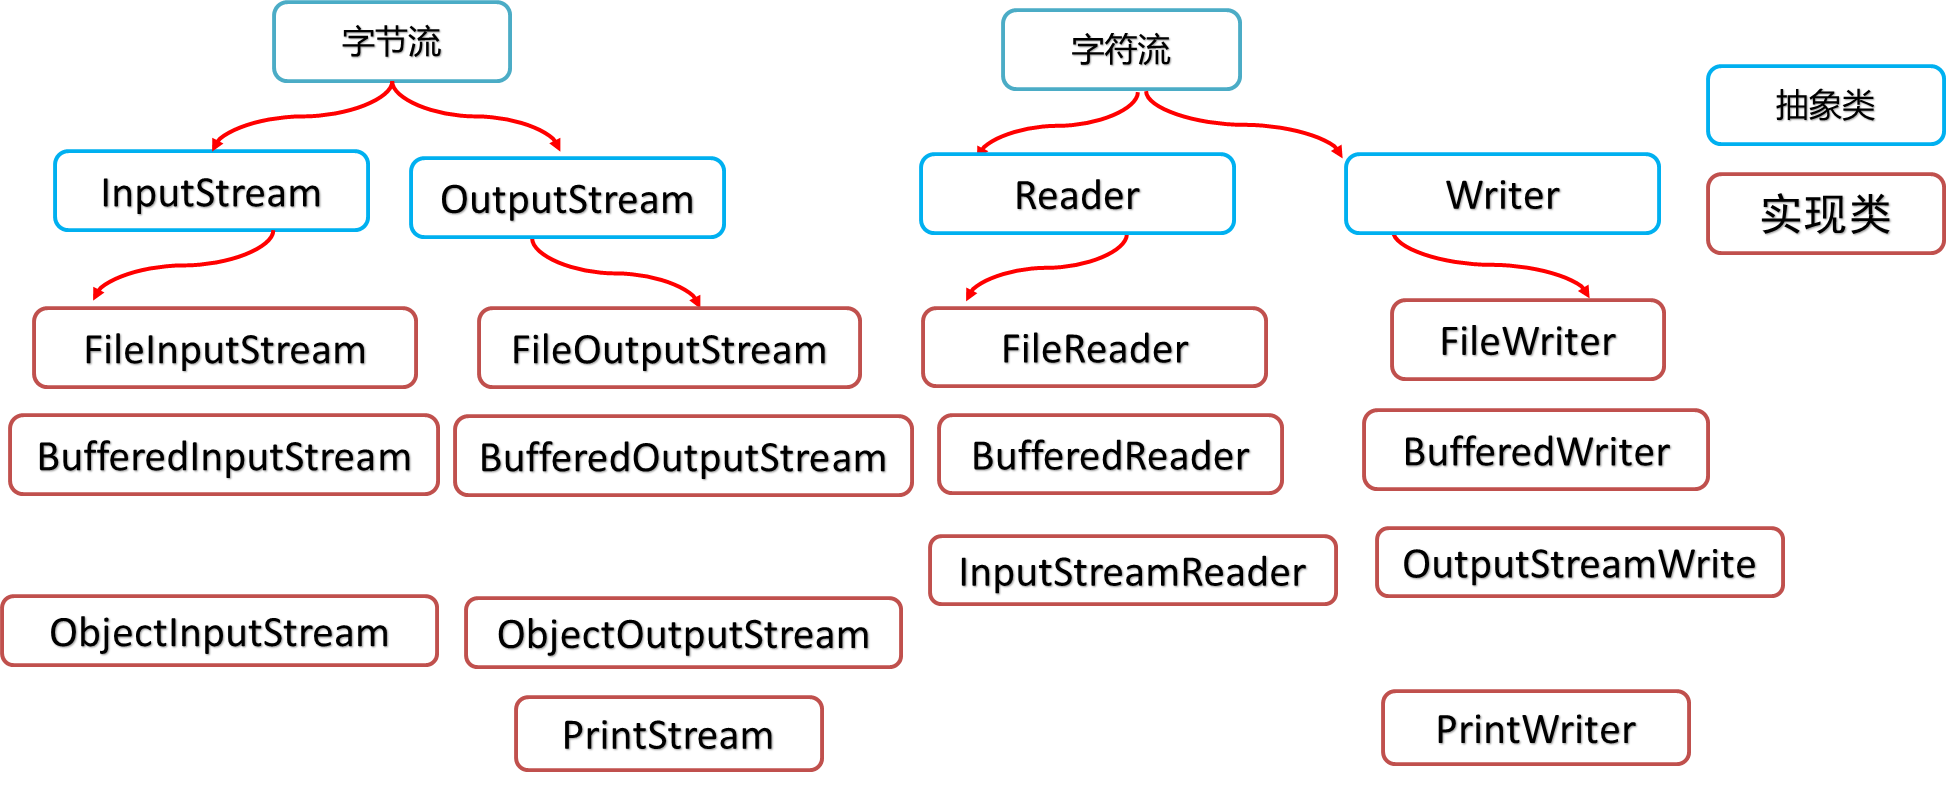 字节流
字符流
抽象类
InputStream
OutputStream
Reader
Writer
实现类
FileInputStream
FileOutputStream
FileReader
FileWriter
BufferedInputStream
BufferedOutputStream
BufferedReader
BufferedWriter
InputStreamReader
OutputStreamWrite
ObjectInputStream
ObjectOutputStream
PrintStream
PrintWriter